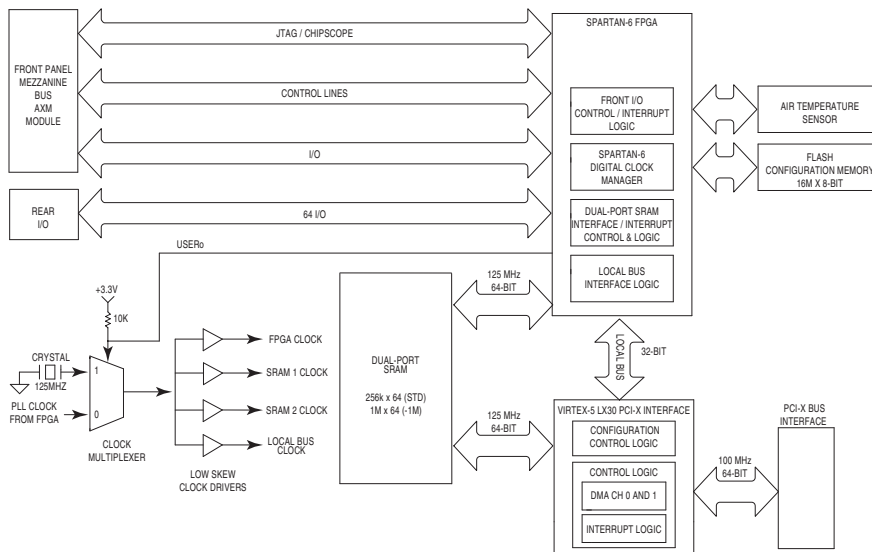 JTAG / CHIPSCOPE
SPARTAN-6 FPGA
FRONT PANEL
MEZZANINE
BUS
AXM
MODULE
CONTROL LINES
FRONT I/O
CONTROL / INTERRUPT
LOGIC
AIR TEMPERATURE
SENSOR
I/O
SPARTAN-6
DIGITAL CLOCK
MANAGER
FLASH
CONFIGURATION MEMORY
16M X 8-BIT
REAR
I/O
64 I/O
DUAL-PORT SRAM
INTERFACE / INTERRUPT
CONTROL & LOGIC
USERo
LOCAL BUS
INTERFACE LOGIC
125 MHz
64-BIT
+3.3V
10K
CRYSTAL
125MHZ
1
0
PLL CLOCK
FROM FPGA
CLOCK
MULTIPLEXER
FPGA CLOCK
SRAM 1 CLOCK
SRAM 2 CLOCK
LOCAL BUS
CLOCK
LOW SKEW
CLOCK DRIVERS
DUAL-PORT
SRAM
256k x 64 (STD)
1M x 64 (-1M)
LOCAL BUS
32-BIT
125 MHz
64-BIT
VIRTEX-5 LX30 PCI-X INTERFACE
CONFIGURATION
CONTROL LOGIC
CONTROL LOGIC
DMA CH 0 AND 1
INTERRUPT LOGIC
100 MHz
64-BIT
PCI-X BUS
INTERFACE